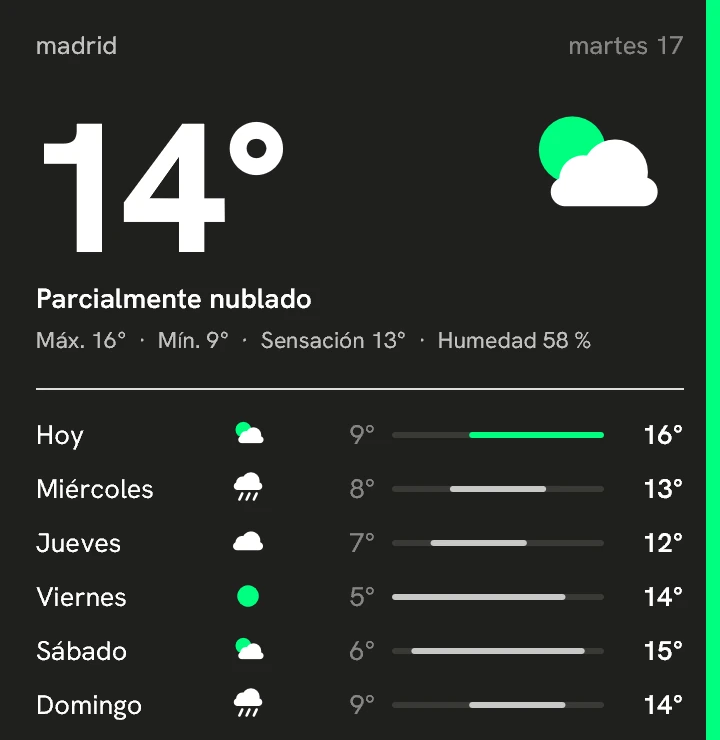 madrid martes 17
14°
Parcialmente nublado
Máx. 16° · Mín. 9° · Sensación 13° · Humedad 58 %
Hoy 9° 16°
Miércoles 8° 13°
Jueves 7° 12°
Viernes 5° 14°
Sábado 6° 15°
Domingo 9° 14°